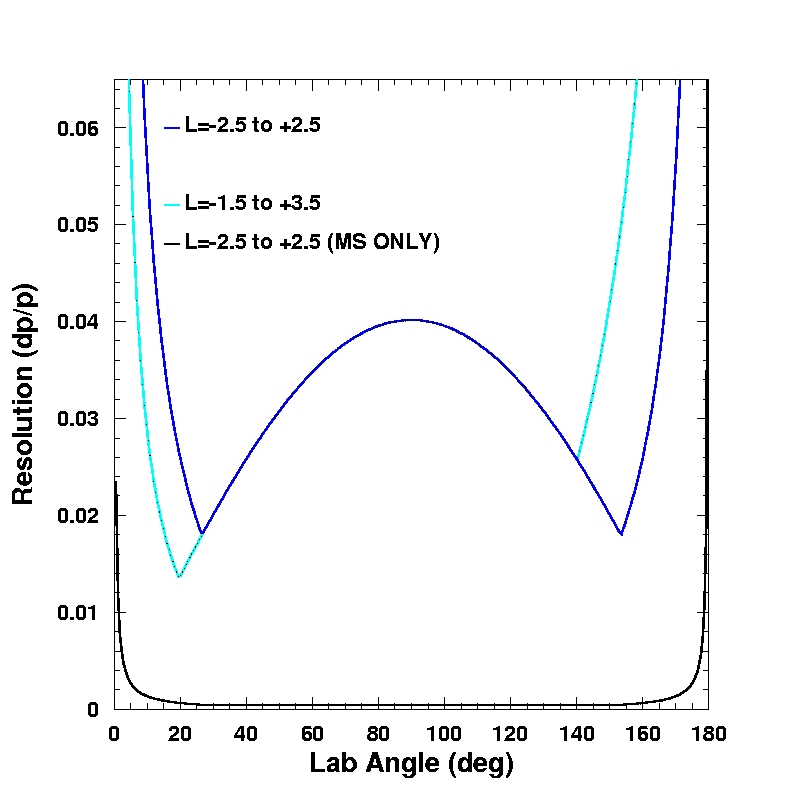 L=-2.5 to +2.5
L=-1.5 to +3.5
L=-2.5 to +2.5 (MS ONLY)
Resolution (dp/p)
0.06
0.05
0.04
0.03
0.02
0.01
0
0 20 40 60 80 100 120 140 160 180
Lab Angle (deg)